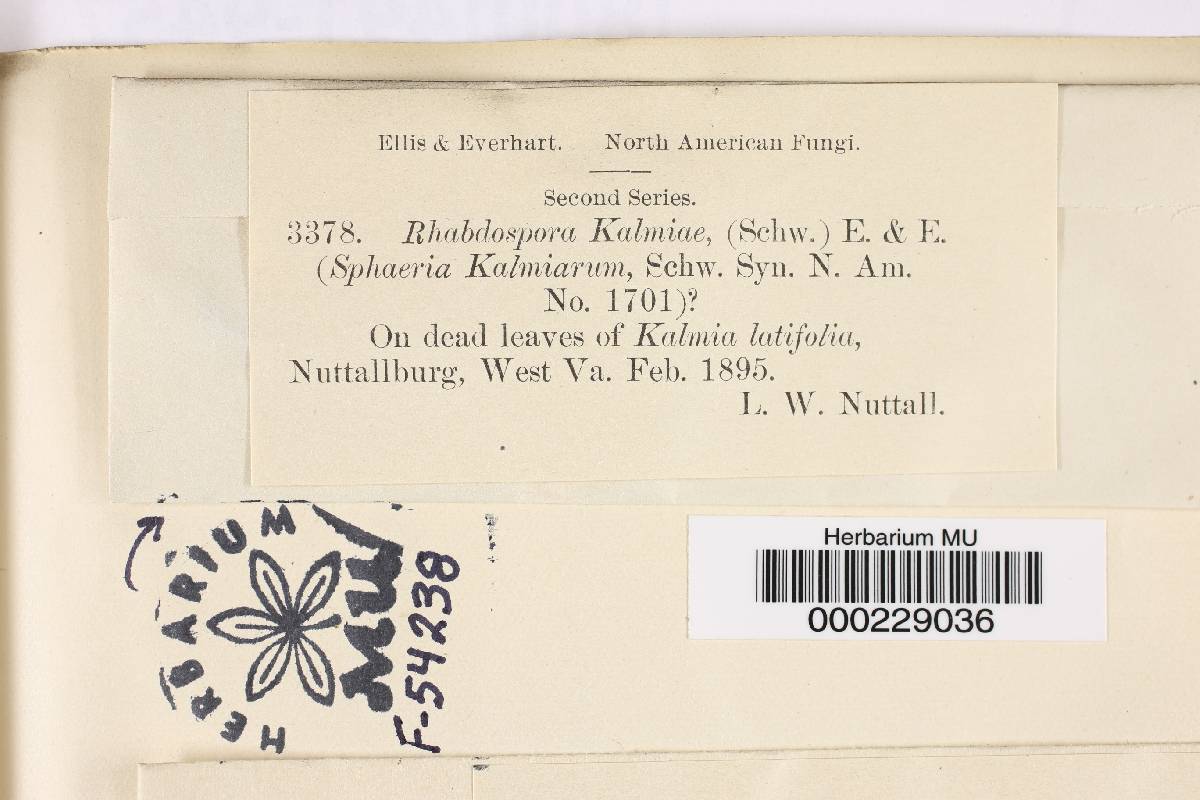 Ellis & Everhart. North American Fungi.
Second Series.
3378. Rhabdospora Kalmiae, (Schw.) E. & E.
(Sphaeria Kalmiarum, Schw. Syn. N. Am.
No. 1701)?
On dead leaves of Kalmia latifolia,
Nuttallburg, West Va. Feb. 1895.
L. W. Nuttall.
HERBARIUM
MU
F-54238
Herbarium MU
000229036